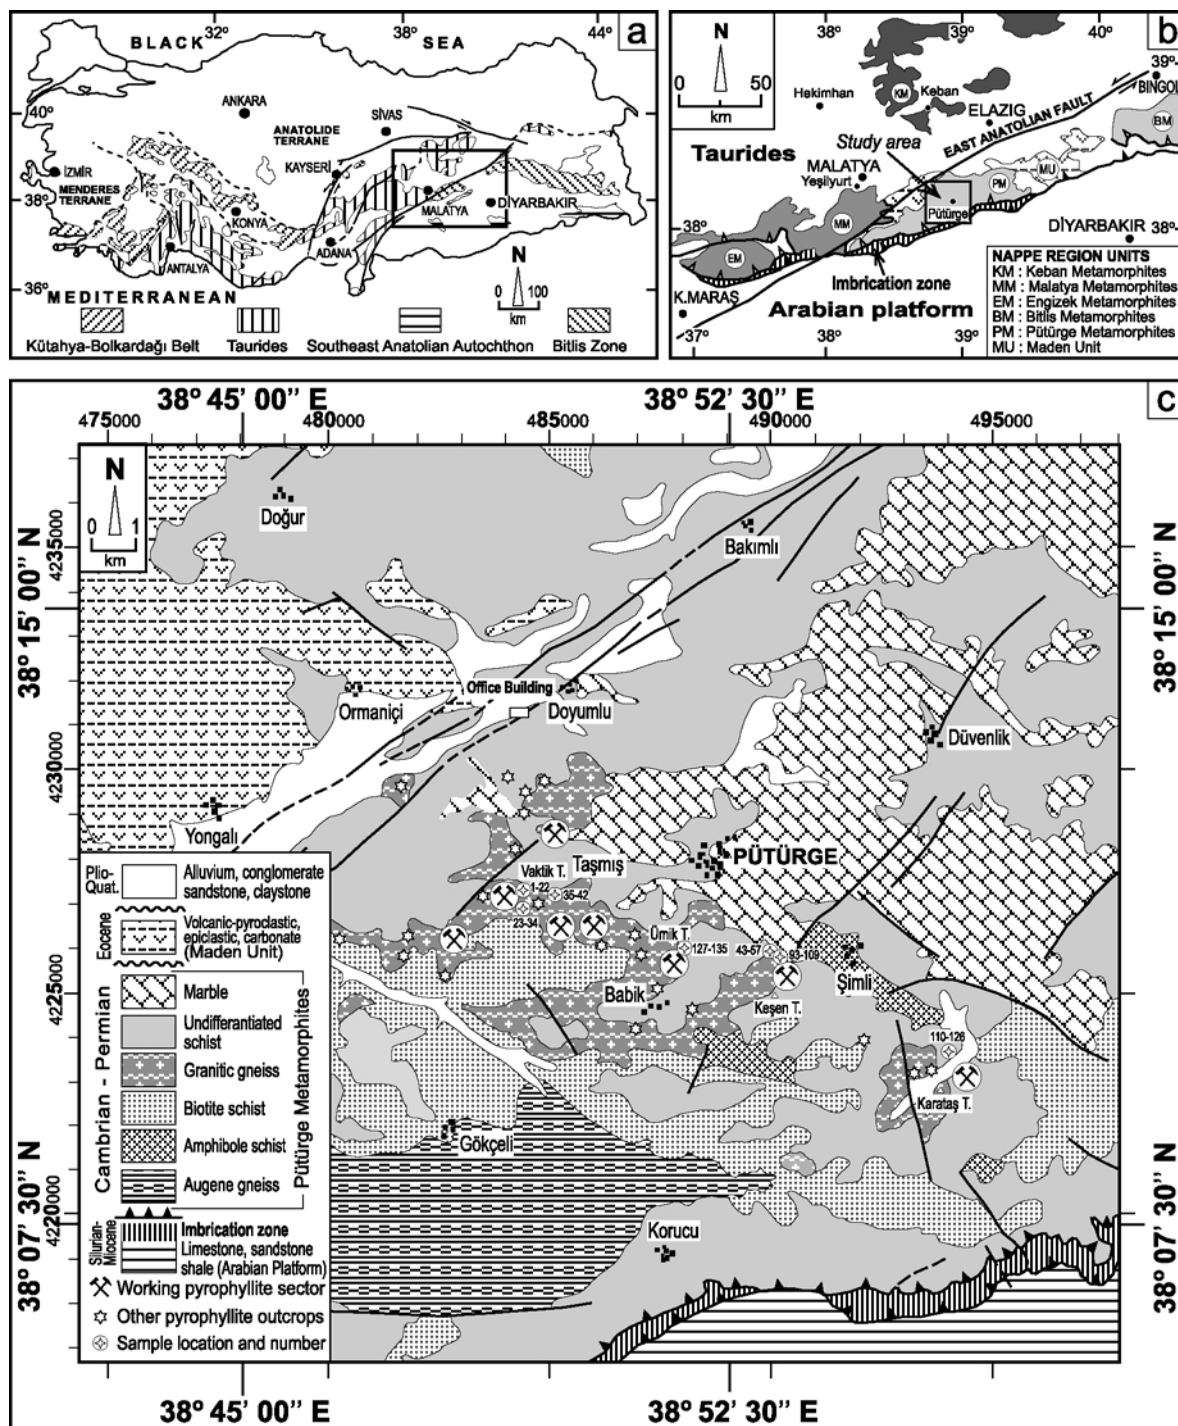 32°
38°
44°
a
BLACK SEA
ANKARA
40°
SİVAS
ANATOLIDE
TERRANE
KAYSERİ
İZMİR
MENDERES
TERRANE
38°
KONYA
MALATYA
DİYARBAKIR
ADANA
ANTALYA
N
36°
0 100
km
MEDITERRANEAN
Kütahya-Bolkardağı Belt
Taurides
Southeast Anatolian Autochthon
Bitlis Zone
38°
39°
40°
b
N
0 50
km
39°
BINGOL
Hekimhan
KM
Keban
ELAZIG
BM
Study area
EAST ANATOLIAN FAULT
Taurides
MALATYA
Yeşilyurt
MU
PM
Pütürge
38°
MM
DİYARBAKIR
38°
EM
Imbrication zone
K.MARAŞ
Arabian platform
37°
38°
39°
NAPPE REGION UNITS
KM : Keban Metamorphites
MM : Malatya Metamorphites
EM : Engizek Metamorphites
BM : Bitlis Metamorphites
PM : Pütürge Metamorphites
MU : Maden Unit
c
38° 45' 00'' E
38° 52' 30'' E
475000
480000
485000
490000
495000
N
0 1
km
Doğur
Bakımlı
4235000
38° 15' 00'' N
38° 15' 00'' N
Office Building
Ormaniçi
Doyumlu
Düvenlik
4230000
Yongalı
Taşmış
PÜTÜRGE
Vaktik T.
1-22
35-42
23-34
Ümik T.
127-135
43-67
93-109
Şimli
4225000
Babik
Keşen T.
110-126
Karataş T.
Gökçeli
4220000
38° 07' 30'' N
38° 07' 30'' N
Korucu
Plio-
Quat.
Alluvium, conglomerate
sandstone, claystone
Eocene
Volcanic-pyroclastic,
epiclastic, carbonate
(Maden Unit)
Cambrian - Permian
Pütürge Metamorphites
Marble
Undifferantiated
schist
Granitic gneiss
Biotite schist
Amphibole schist
Augene gneiss
Silurian-
Miocene
Imbrication zone
Limestone, sandstone
shale (Arabian Platform)
Working pyrophyllite sector
Other pyrophyllite outcrops
Sample location and number
38° 45' 00'' E
38° 52' 30'' E